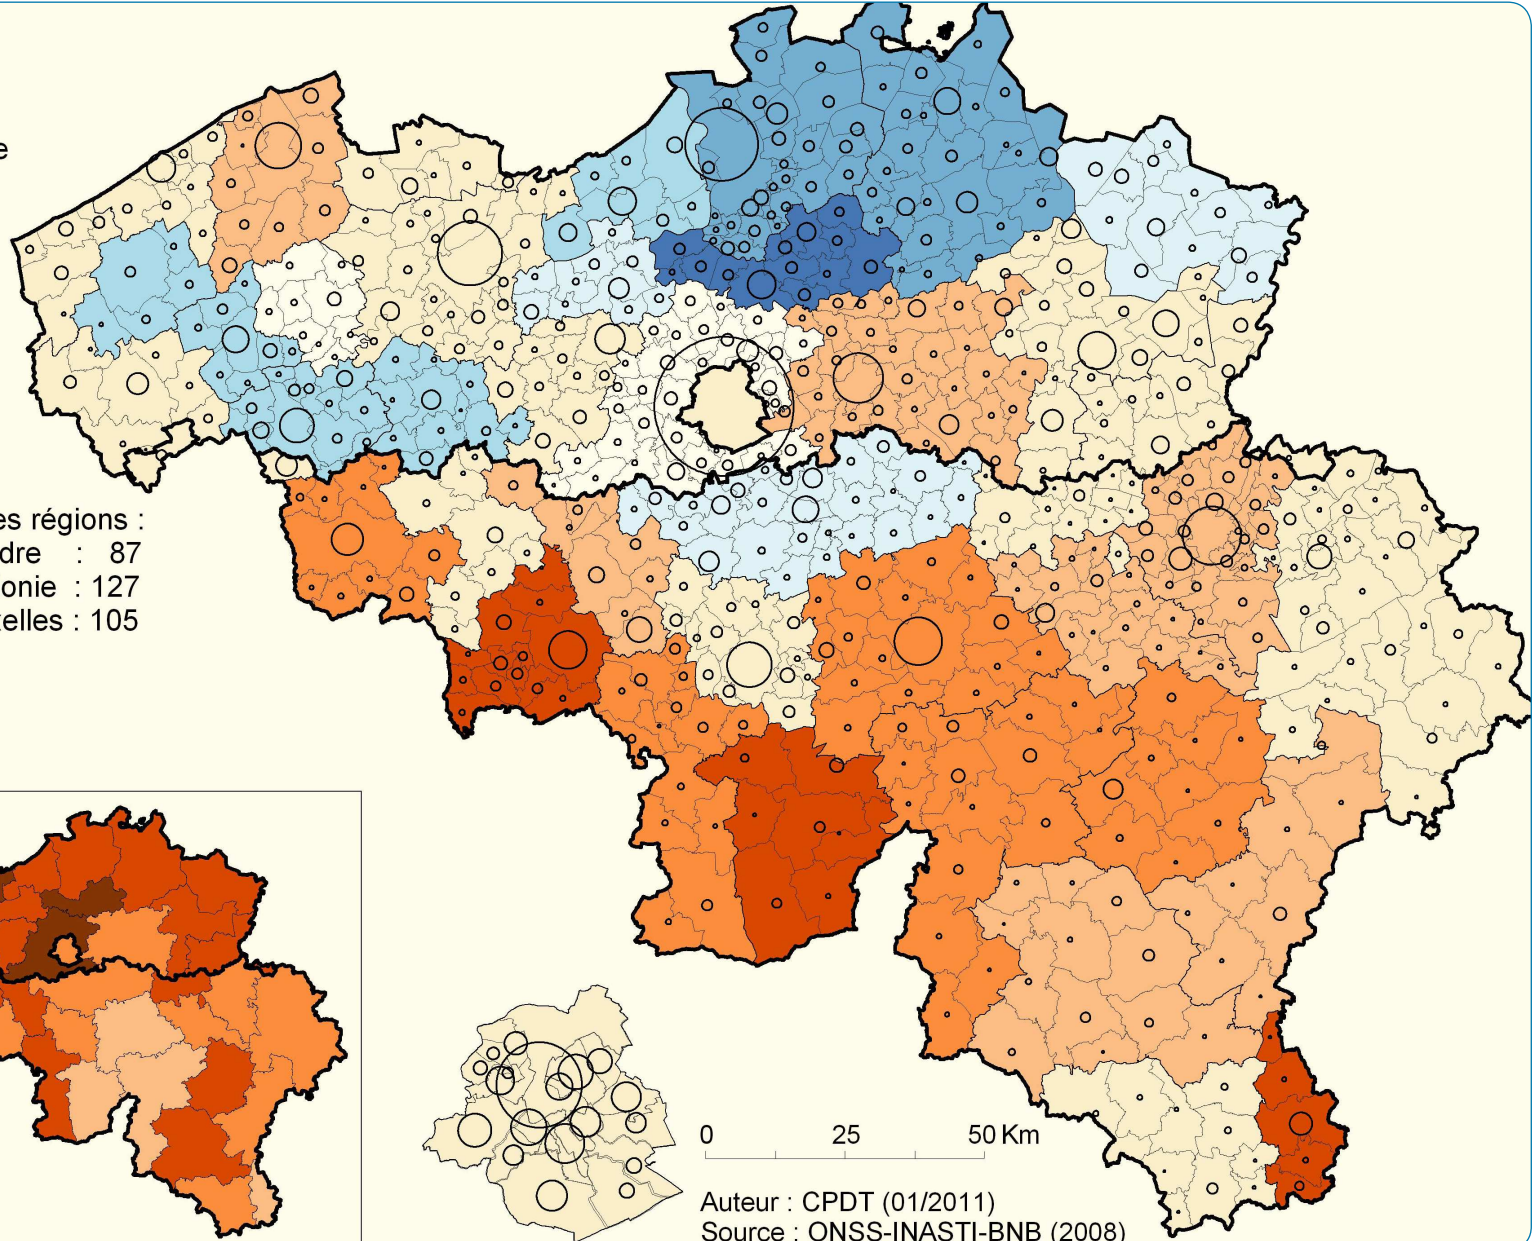 e
es régions :
dre : 87
onie : 127
elles : 105
0 25 50 Km
Auteur : CPDT (01/2011)
Source : ONSS-INASTI-BNB (2008)